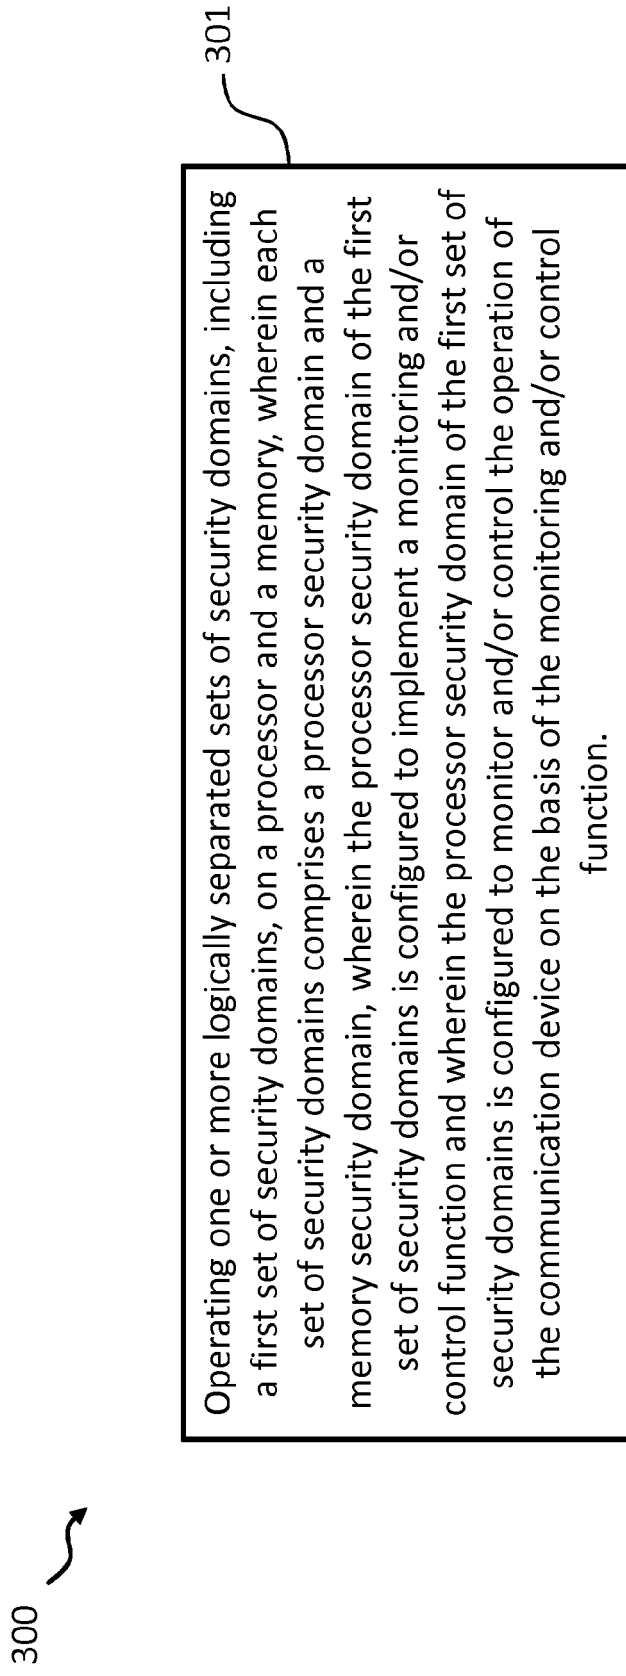 300
301
Operating one or more logically separated sets of security domains, including
a first set of security domains, on a processor and a memory, wherein each
set of security domains comprises a processor security domain and a
memory security domain, wherein the processor security domain of the first
set of security domains is configured to implement a monitoring and/or
control function and wherein the processor security domain of the first set of
security domains is configured to monitor and/or control the operation of
the communication device on the basis of the monitoring and/or control
function.